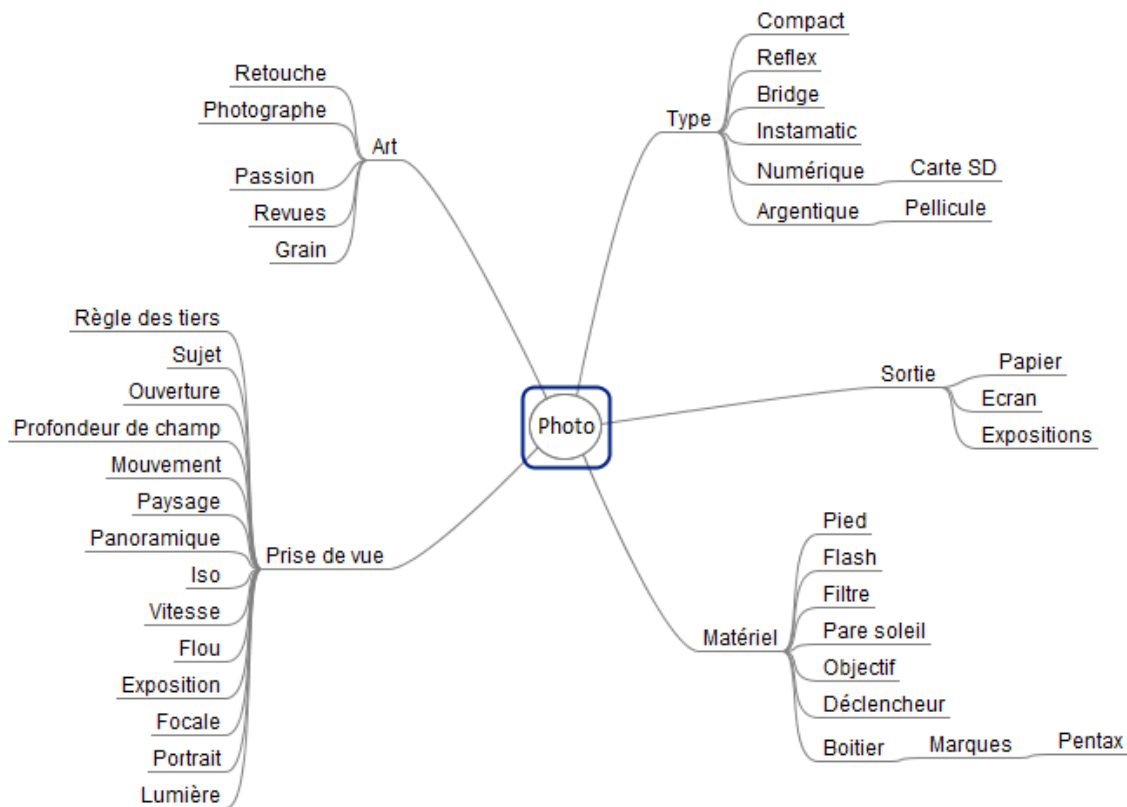 Photo
Art
Retouche
Photographe
Passion
Revues
Grain
Type
Compact
Reflex
Bridge
Instamatic
Numérique
Carte SD
Argentique
Pellicule
Sortie
Papier
Ecran
Expositions
Prise de vue
Règle des tiers
Sujet
Ouverture
Profondeur de champ
Mouvement
Paysage
Panoramique
Iso
Vitesse
Flou
Exposition
Focale
Portrait
Lumière
Matériel
Pied
Flash
Filtre
Pare soleil
Objectif
Déclencheur
Boitier
Marques
Pentax